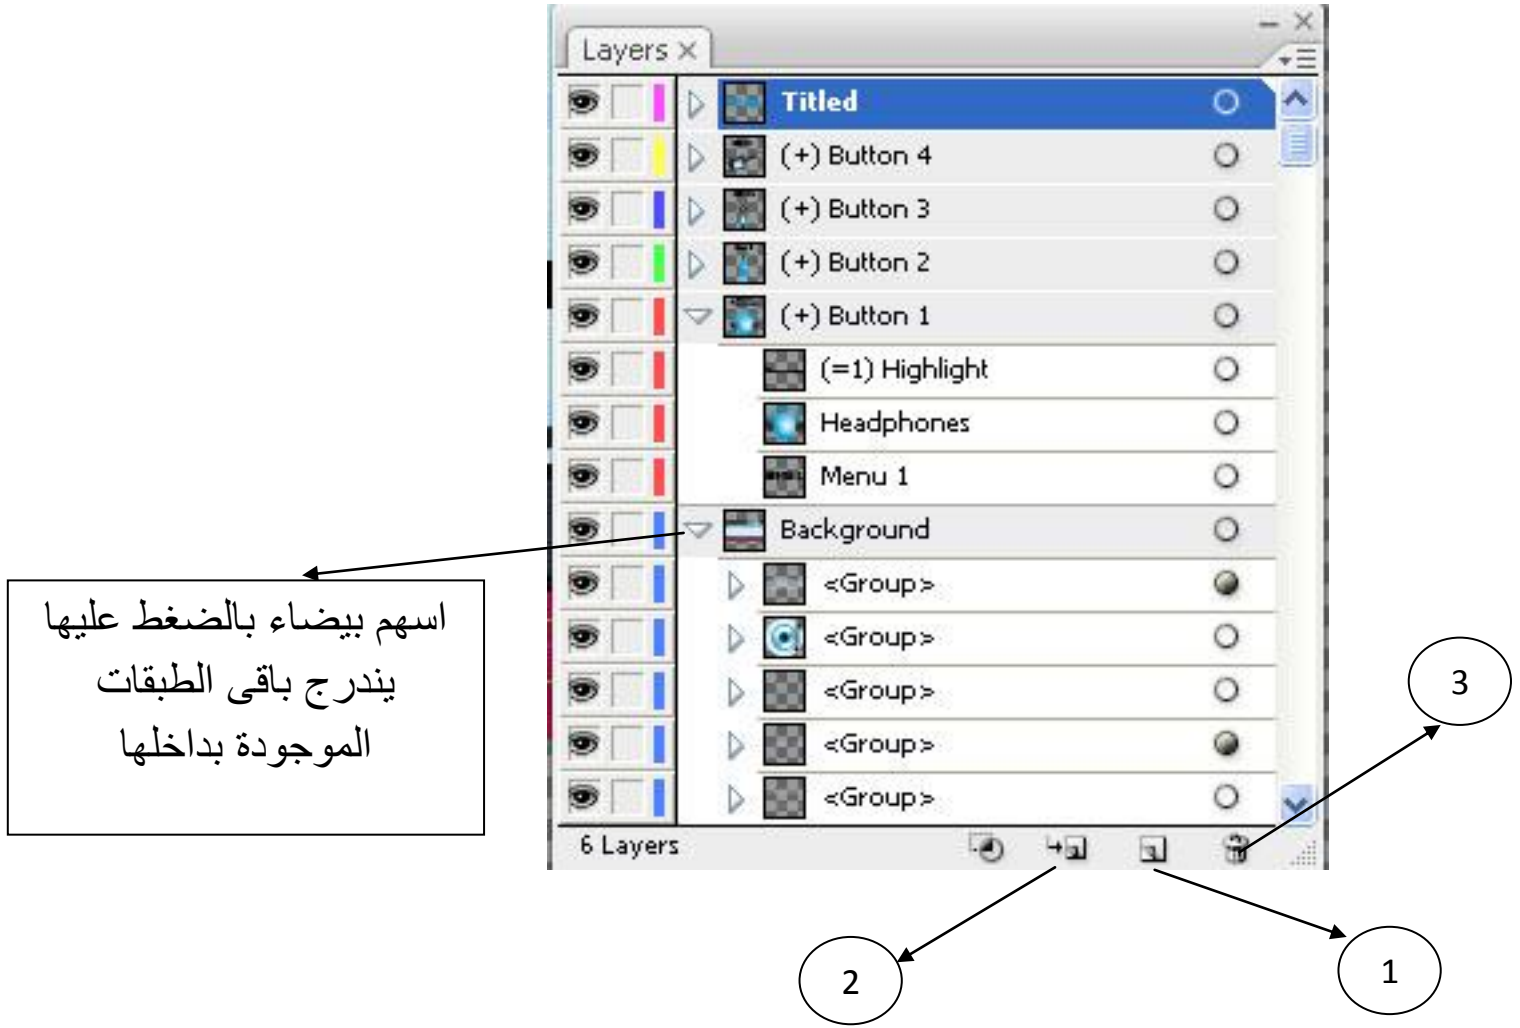 Layers
Titled
(+) Button 4
(+) Button 3
(+) Button 2
(+) Button 1
(=1) Highlight
Headphones
Menu 1
Background
<Group>
<Group>
<Group>
<Group>
<Group>
6 Layers
اسهم بيضاء بالضغط عليها
يندرج باقى الطبقات
الموجودة بداخلها
3
2
1